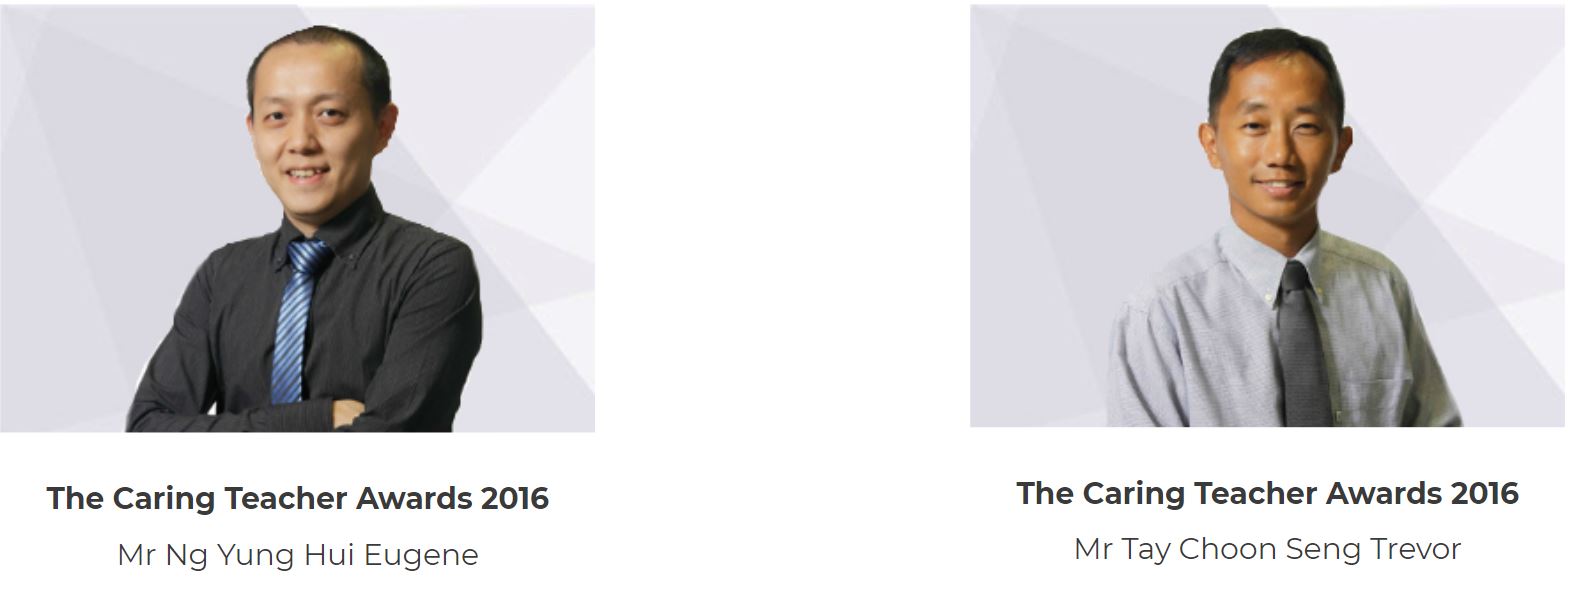 The Caring Teacher Awards 2016
Mr Ng Yung Hui Eugene
The Caring Teacher Awards 2016
Mr Tay Choon Seng Trevor